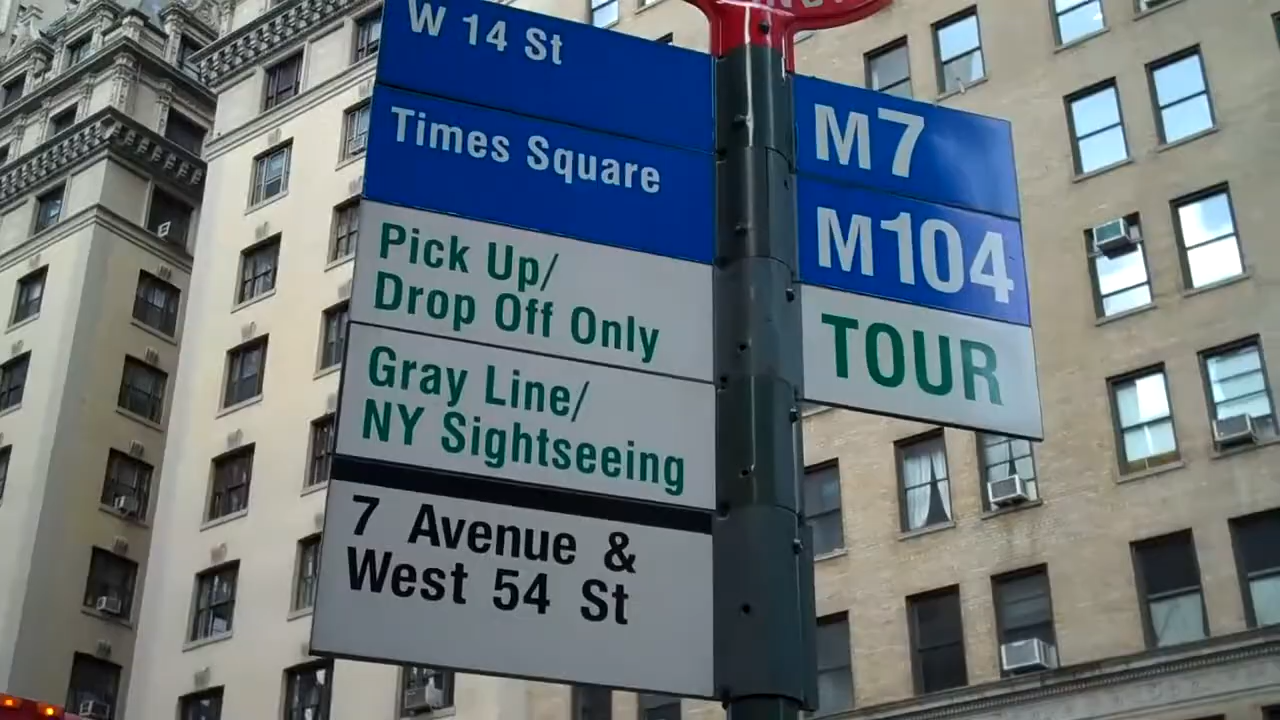 W 14 St
Times Square
Pick Up/
Drop Off Only
Gray Line/
NY Sightseeing
7 Avenue &
West 54 St
M7
M104
TOUR